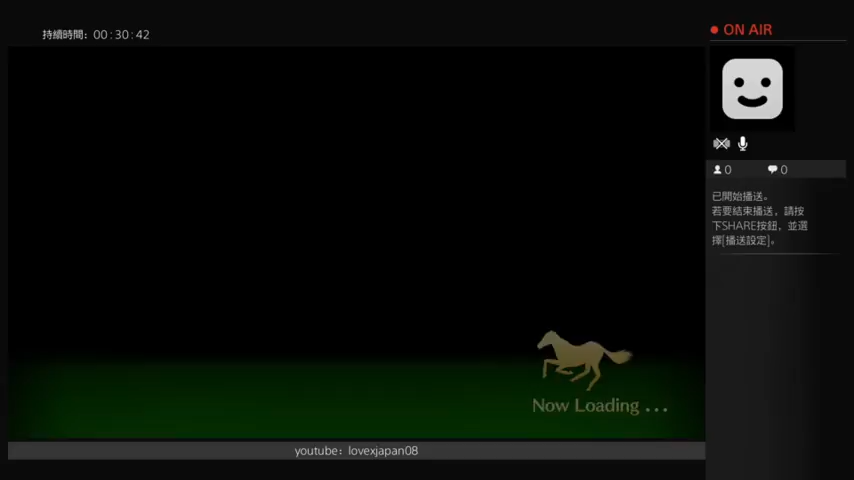 持續時間：00:30:42
ON AIR
0 0
已開始播送。
若要結束播送，請按
下SHARE按鈕，並選
擇[播送設定]。
Now Loading ...
youtube：lovexjapan08